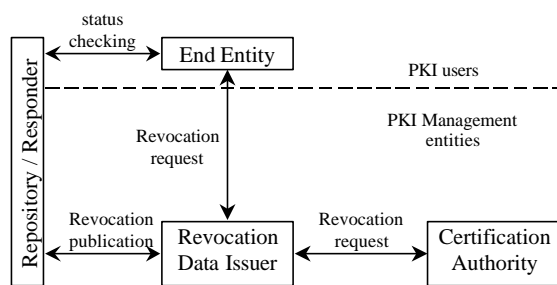 status
checking
End Entity
PKI users
PKI Management
entities
Repository / Responder
Revocation
request
Revocation
publication
Revocation
Data Issuer
Revocation
request
Certification
Authority